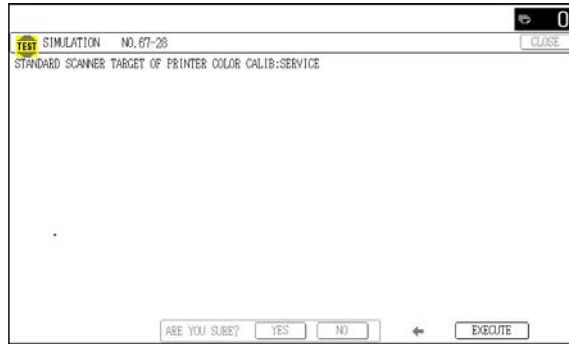 0
TEST SIMULATION NO.67-28 CLOSE
STANDARD SCANNER TARGET OF PRINTER COLOR CALIB:SERVICE
ARE YOU SURE? YES NO EXECUTE